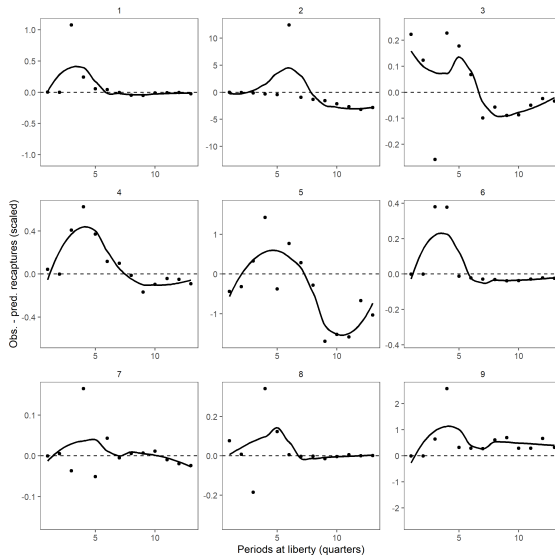 1 2 3
1.0 10 0.2
0.5 5 0.1
0.0 0 0.0
-0.5 -5 -0.1
-1.0 -10 -0.2
5 10 5 10 5 10
4 5 6
0.4 1 0.4
0.2
0.0 0 0.0
-0.2
-0.4 -1 -0.4
5 10 5 10 5 10
7 8 9
0.1 0.2 2
1
0.0 0.0 0
-1
-0.1 -0.2 -2
5 10 5 10 5 10
Obs. - pred. recaptures (scaled)
Periods at liberty (quarters)